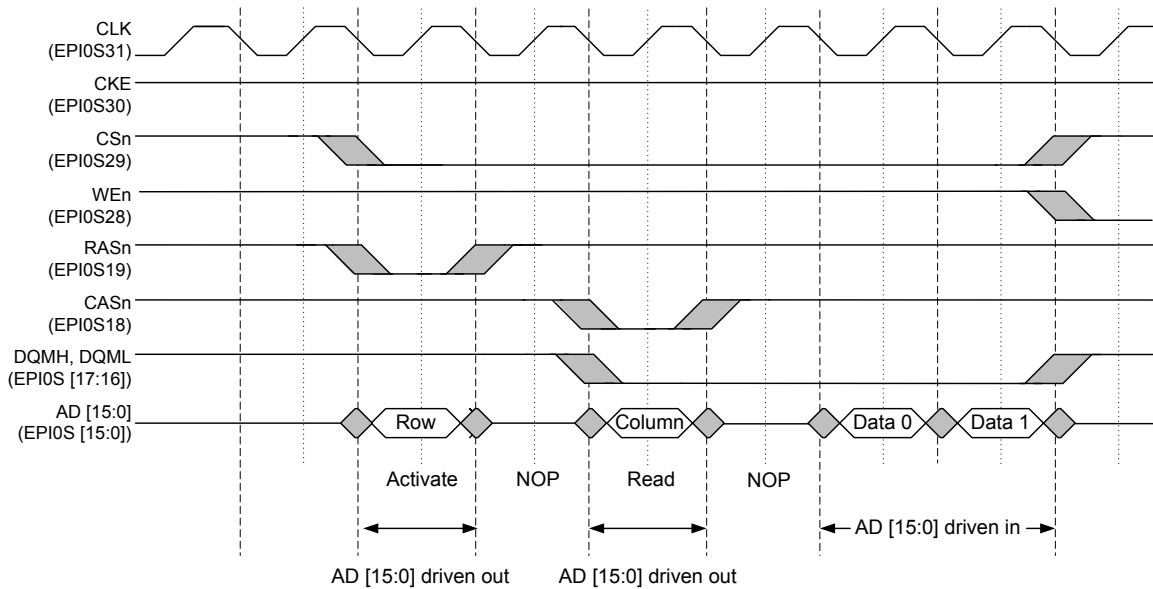 CLK
(EPI0S31)
CKE
(EPI0S30)
CSn
(EPI0S29)
WEn
(EPI0S28)
RASn
(EPI0S19)
CASn
(EPI0S18)
DQMH, DQML
(EPI0S [17:16])
AD [15:0]
(EPI0S [15:0])
Row
Column
Data 0
Data 1
Activate
NOP
Read
NOP
AD [15:0] driven in
AD [15:0] driven out
AD [15:0] driven out